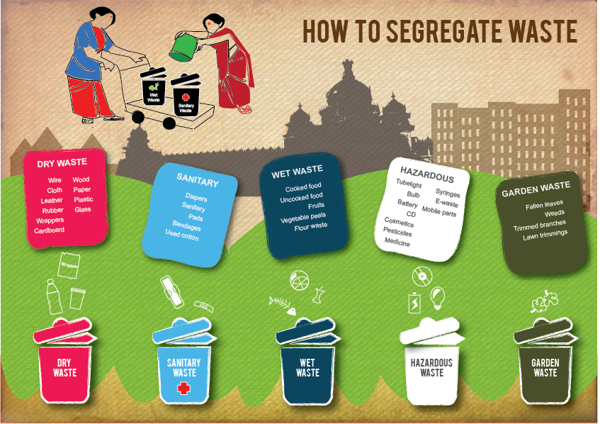 HOW TO SEGREGATE WASTE
Wet
Waste
Sanitary
Waste
DRY WASTE
Wire Wood
Cloth Paper
Leather Plastic
Rubber Glass
Wrappers
Cardboard
SANITARY
Diapers
Sanitary
Pads
Bandages
Used cotton
WET WASTE
Cooked food
Uncooked food
Fruits
Vegetable peels
Flour waste
HAZARDOUS
Tubelight Syringes
Bulb E-waste
Battery Mobile parts
CD
Cosmetics
Pesticides
Medicine
GARDEN WASTE
Fallen leaves
Weeds
Trimmed branches
Lawn trimmings
Wrapper
DRY
WASTE
SANITARY
WASTE
WET
WASTE
HAZARDOUS
WASTE
GARDEN
WASTE